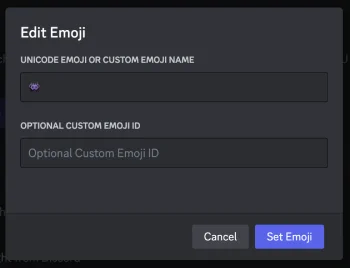 Edit Emoji
UNICODE EMOJI OR CUSTOM EMOJI NAME
OPTIONAL CUSTOM EMOJI ID
Optional Custom Emoji ID
Cancel
Set Emoji